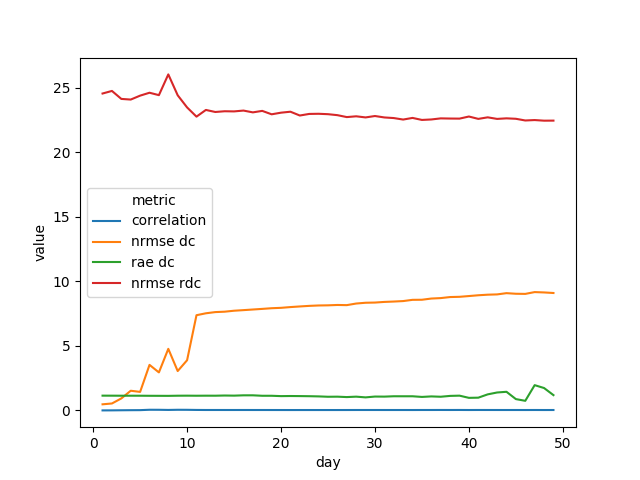 25
20
15
10
5
0
value
metric
correlation
nrmse dc
rae dc
nrmse rdc
0 10 20 30 40 50
day